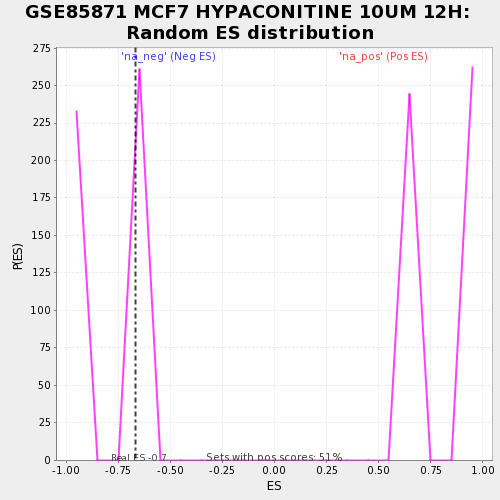 GSE85871 MCF7 HYPACONITINE 10UM 12H:
Random ES distribution
'na_neg' (Neg ES) 'na_pos' (Pos ES)
275
250
225
200
175
150
125
100
75
50
25
0
P(ES)
Real ES -0.7 Sets with pos scores: 51%
-1.00 -0.75 -0.50 -0.25 0.00 0.25 0.50 0.75 1.00
ES